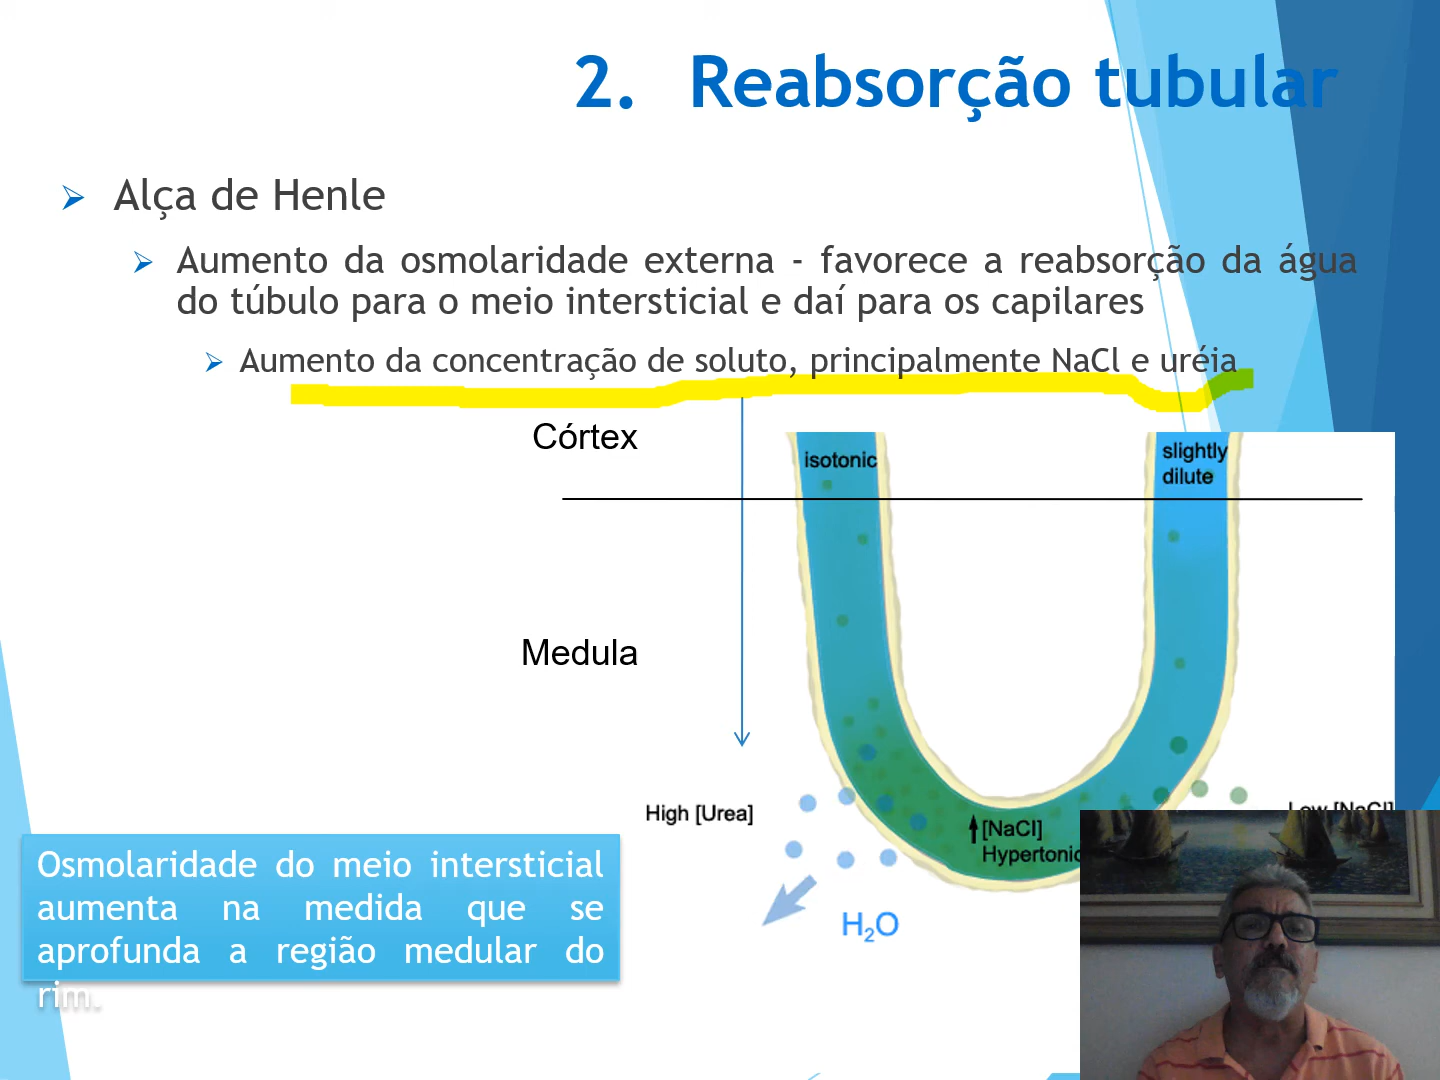 2. Reabsorção tubular
Alça de Henle
Aumento da osmolaridade externa - favorece a reabsorção da água
do túbulo para o meio intersticial e daí para os capilares
Aumento da concentração de soluto, principalmente NaCl e uréia
Córtex
isotonic
slightly
dilute
Medula
High [Urea]
Low [NaCl]
[NaCl]
Hypertonic
H₂O
Osmolaridade do meio intersticial
aumenta na medida que se
aprofunda a região medular do
rim.